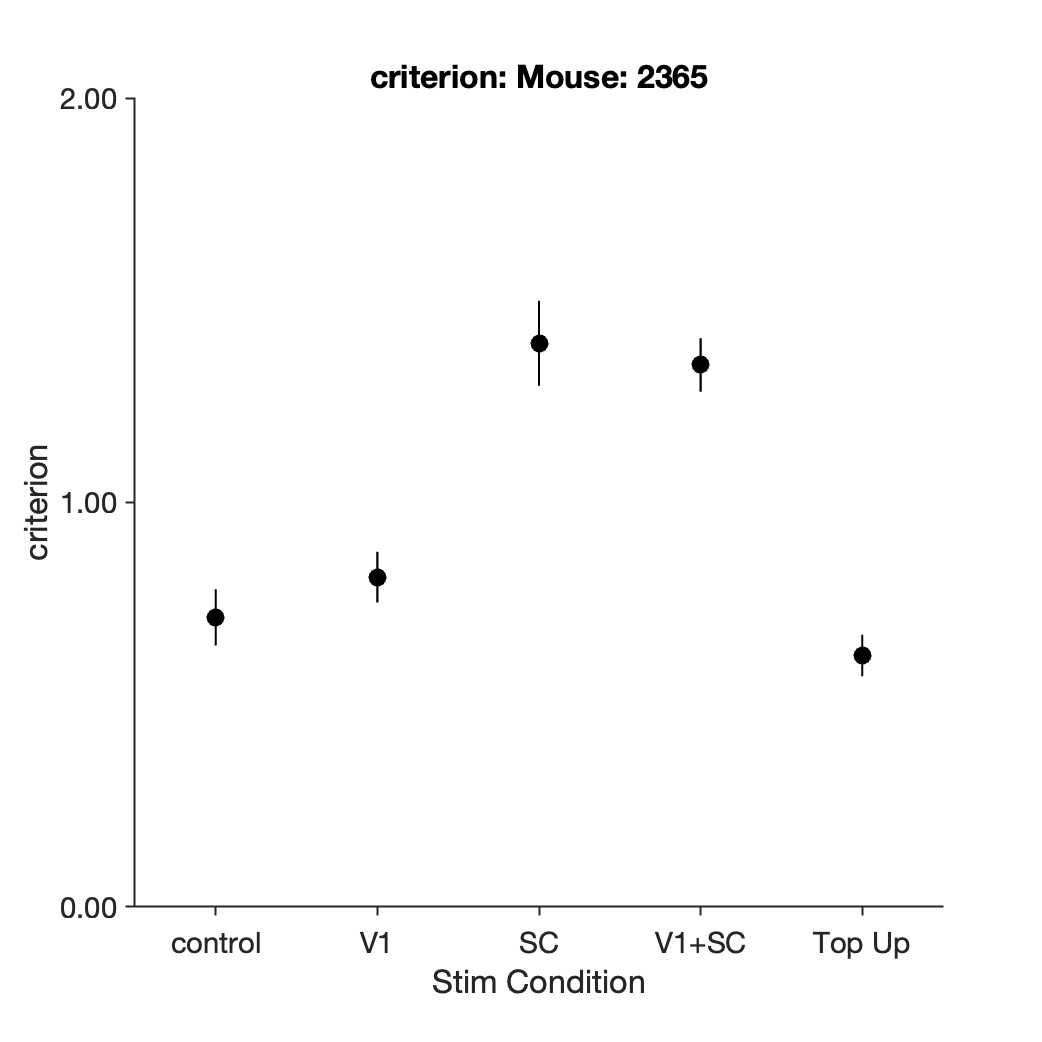 criterion: Mouse: 2365
2.00
1.00
0.00
criterion
control
V1
SC
V1+SC
Top Up
Stim Condition